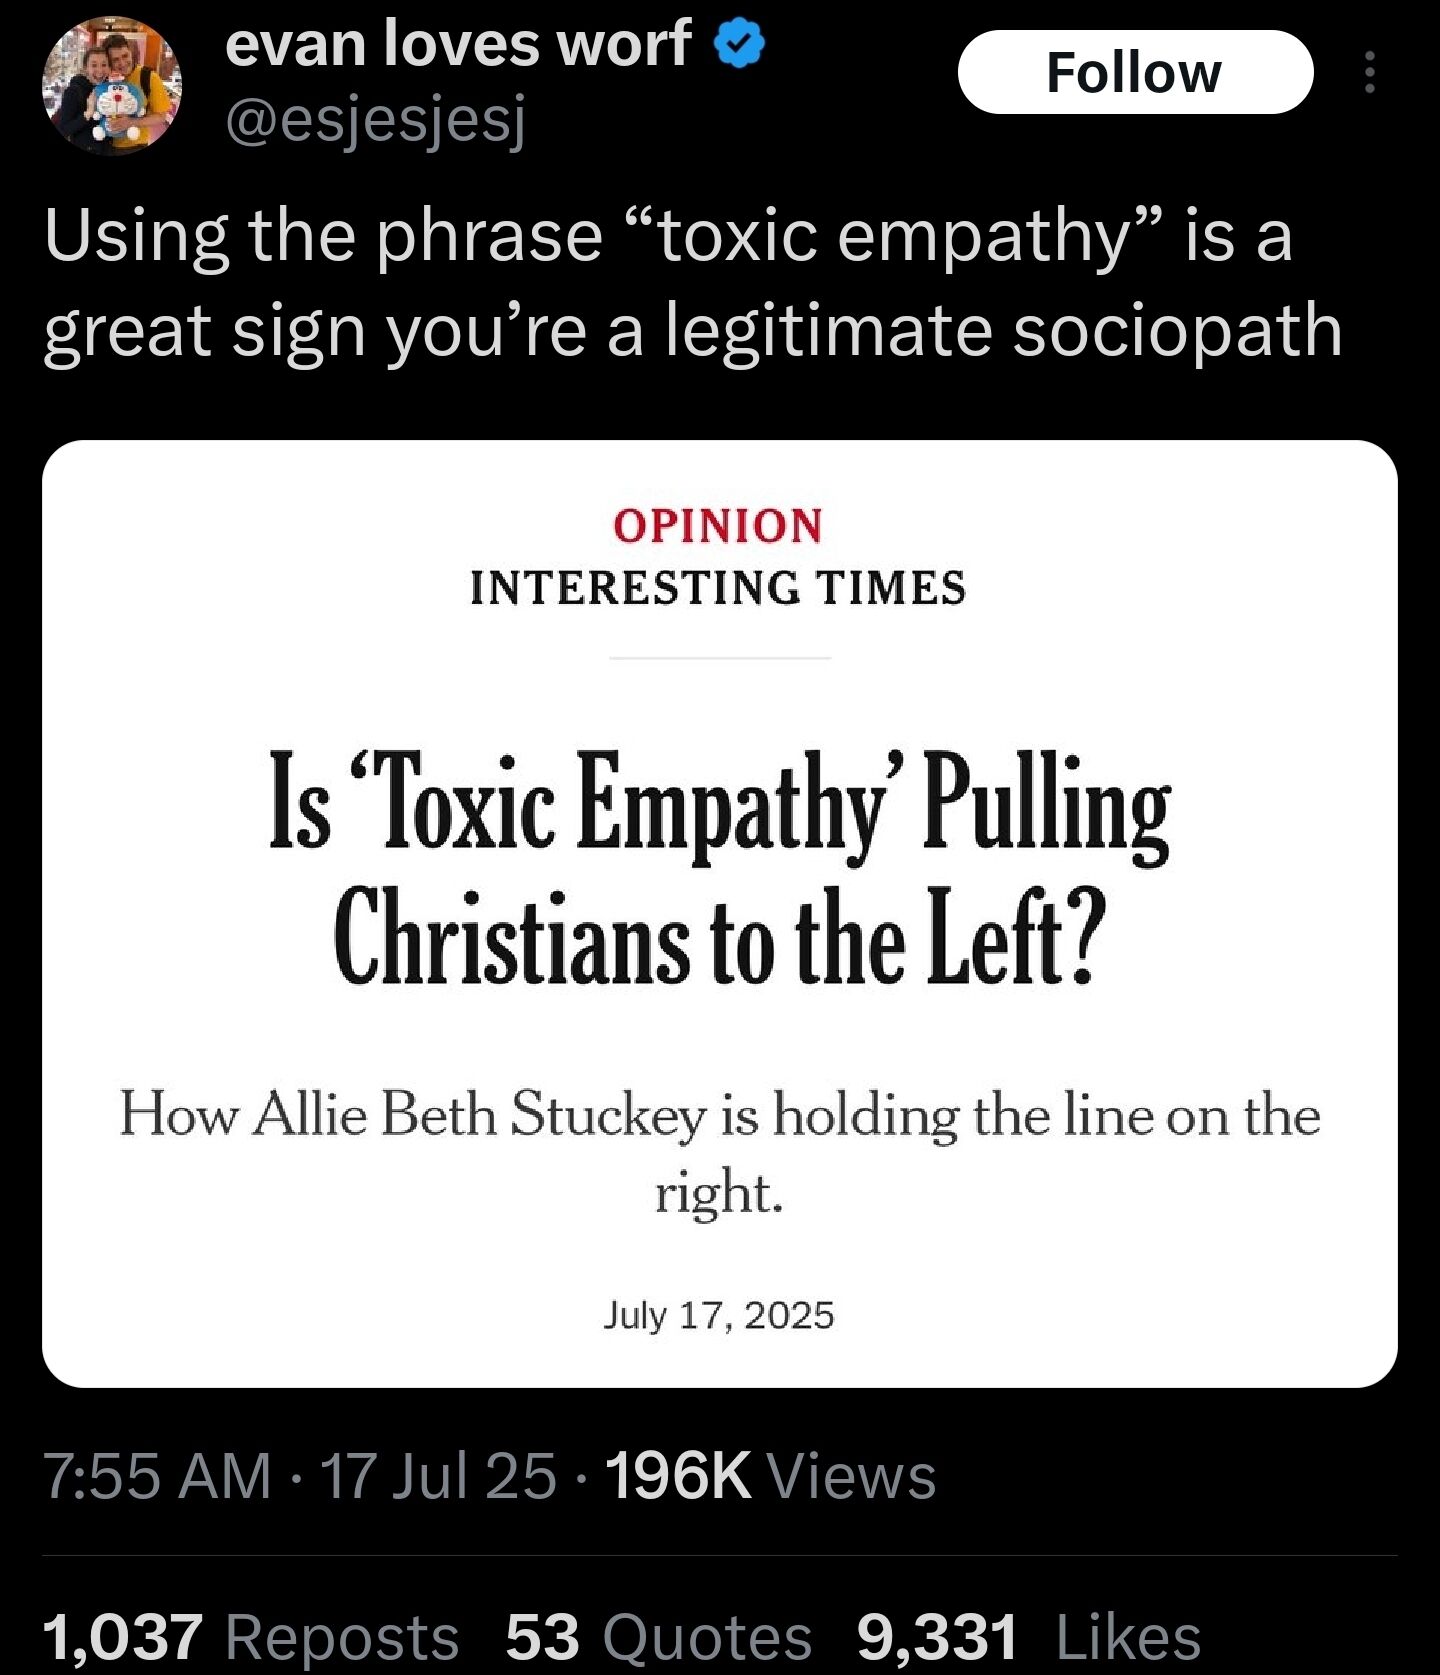 evan loves worf
Follow
@esjesjesj
Using the phrase “toxic empathy” is a
great sign you’re a legitimate sociopath
OPINION
INTERESTING TIMES
Is ‘Toxic Empathy’ Pulling
Christians to the Left?
How Allie Beth Stuckey is holding the line on the
right.
July 17, 2025
7:55 AM · 17 Jul 25 · 196K Views
1,037 Reposts 53 Quotes 9,331 Likes